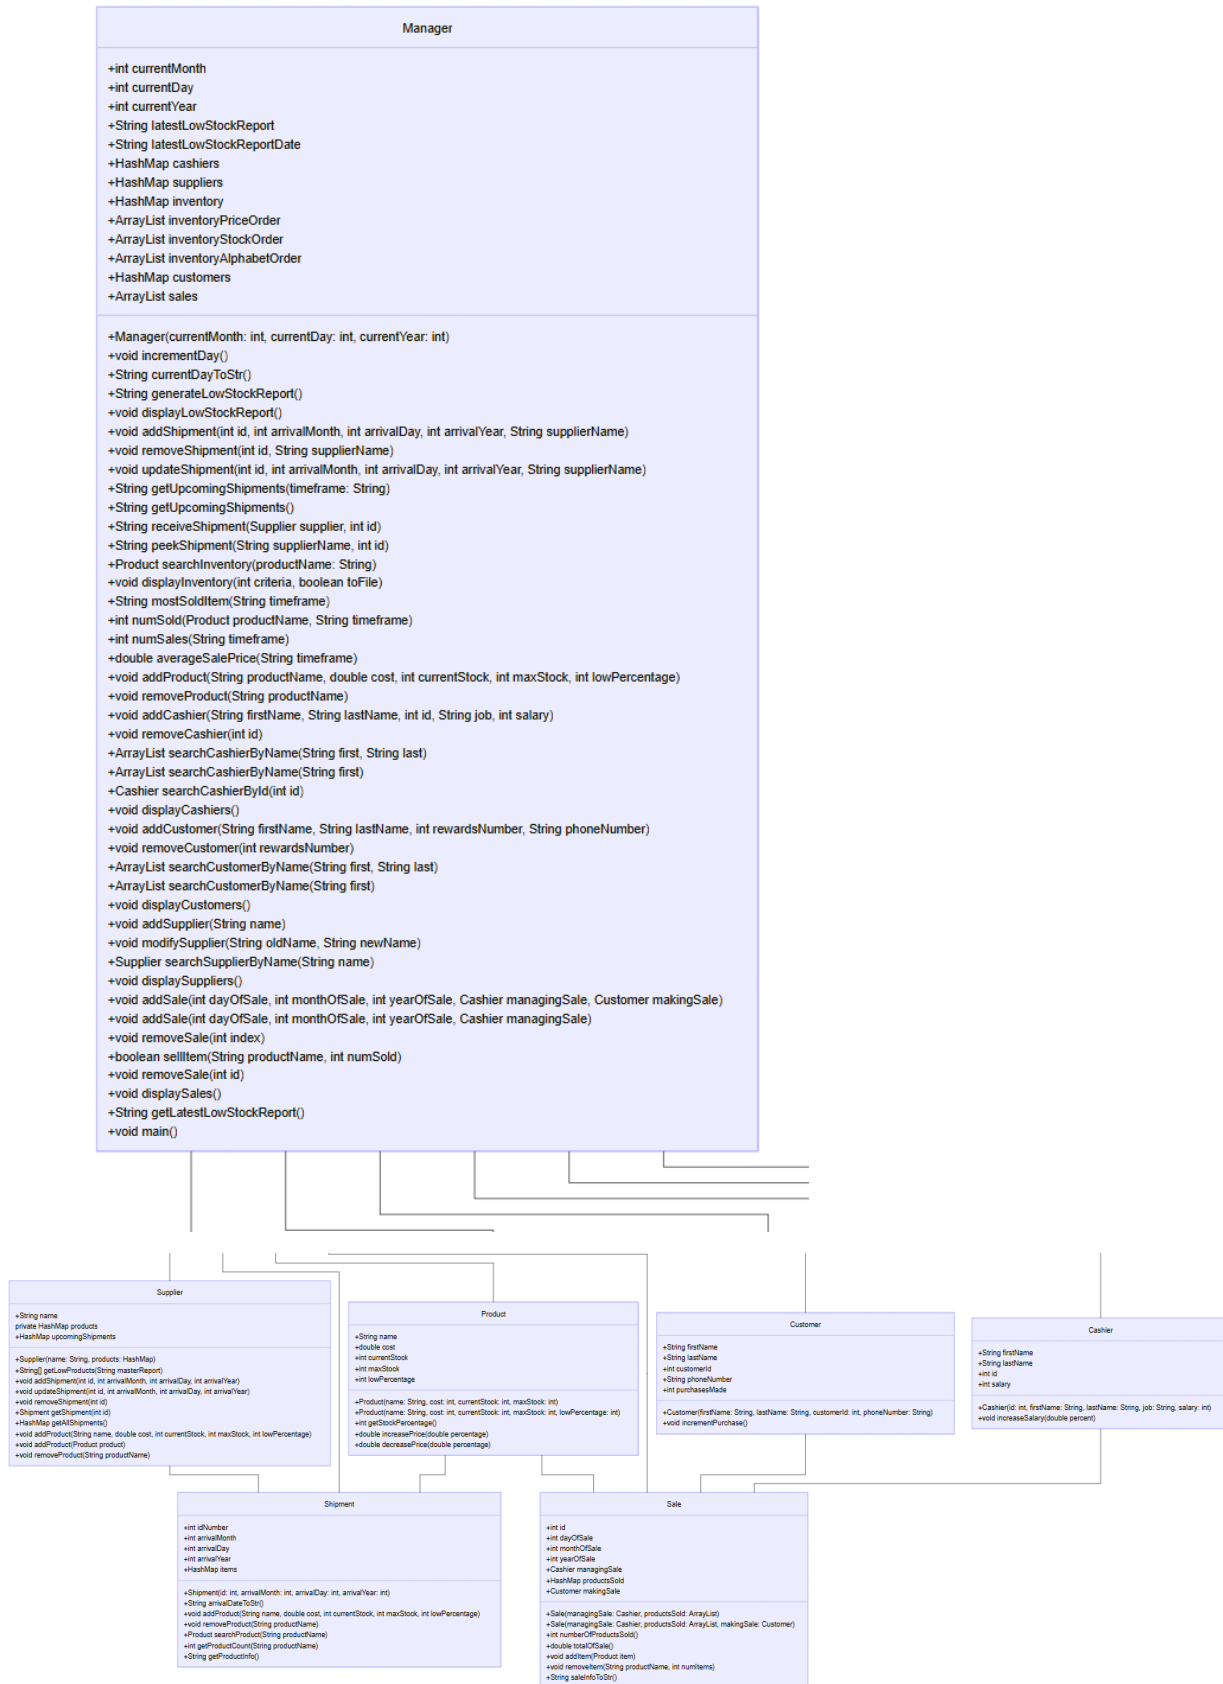 Manager
+int currentMonth
+int currentDay
+int currentYear
+String latestLowStockReport
+String latestLowStockReportDate
+HashMap cashiers
+HashMap suppliers
+HashMap inventory
+ArrayList inventoryPriceOrder
+ArrayList inventoryStockOrder
+ArrayList inventoryAlphabetOrder
+HashMap customers
+ArrayList sales
+Manager(currentMonth: int, currentDay: int, currentYear: int)
+void incrementDay()
+String currentDayToStr()
+String generateLowStockReport()
+void displayLowStockReport()
+void addShipment(int id, int arrivalMonth, int arrivalDay, int arrivalYear, String supplierName)
+void removeShipment(int id, String supplierName)
+void updateShipment(int id, int arrivalMonth, int arrivalDay, int arrivalYear, String supplierName)
+String getUpcomingShipments(timeframe: String)
+String getUpcomingShipments()
+String receiveShipment(Supplier supplier, int id)
+String peekShipment(String supplierName, int id)
+Product searchInventory(productName: String)
+void displayInventory(int criteria, boolean toFile)
+String mostSoldItem(String timeframe)
+int numSold(Product productName, String timeframe)
+int numSales(String timeframe)
+double averageSalePrice(String timeframe)
+void addProduct(String productName, double cost, int currentStock, int maxStock, int lowPercentage)
+void removeProduct(String productName)
+void addCashier(String firstName, String lastName, int id, String job, int salary)
+void removeCashier(int id)
+ArrayList searchCashierByName(String first, String last)
+ArrayList searchCashierByName(String first)
+Cashier searchCashierById(int id)
+void displayCashiers()
+void addCustomer(String firstName, String lastName, int rewardsNumber, String phoneNumber)
+void removeCustomer(int rewardsNumber)
+ArrayList searchCustomerByName(String first, String last)
+ArrayList searchCustomerByName(String first)
+void displayCustomers()
+void addSupplier(String name)
+void modifySupplier(String oldName, String newName)
+Supplier searchSupplierByName(String name)
+void displaySuppliers()
+void addSale(int dayOfSale, int monthOfSale, int yearOfSale, Cashier managingSale, Customer makingSale)
+void addSale(int dayOfSale, int monthOfSale, int yearOfSale, Cashier managingSale)
+void removeSale(int index)
+boolean sellItem(String productName, int numSold)
+void removeSale(int id)
+void displaySales()
+String getLatestLowStockReport()
+void main()
Supplier
+String name
private HashMap products
+HashMap upcomingShipments
+Supplier(name: String, products: HashMap)
+String[] getLowProducts(String masterReport)
+void addShipment(int id, int arrivalMonth, int arrivalDay, int arrivalYear)
+void updateShipment(int id, int arrivalMonth, int arrivalDay, int arrivalYear)
+void removeShipment(int id)
+Shipment getShipment(int id)
+HashMap getAllShipments()
+void addProduct(String name, double cost, int currentStock, int maxStock, int lowPercentage)
+void addProduct(Product product)
+void removeProduct(String productName)
Product
+String name
+double cost
+int currentStock
+int maxStock
+int lowPercentage
+Product(name: String, cost: int, currentStock: int, maxStock: int)
+Product(name: String, cost: int, currentStock: int, maxStock: int, lowPercentage: int)
+int getStockPercentage()
+double increasePrice(double percentage)
+double decreasePrice(double percentage)
Customer
+String firstName
+String lastName
+int customerId
+String phoneNumber
+int purchasesMade
+Customer(firstName: String, lastName: String, customerId: int, phoneNumber: String)
+void incrementPurchase()
Cashier
+String firstName
+String lastName
+int id
+int salary
+Cashier(id: int, firstName: String, lastName: String, job: String, salary: int)
+void increaseSalary(double percent)
Shipment
+int idNumber
+int arrivalMonth
+int arrivalDay
+int arrivalYear
+HashMap items
+Shipment(id: int, arrivalMonth: int, arrivalDay: int, arrivalYear: int)
+String arrivalDateToStr()
+void addProduct(String name, double cost, int currentStock, int maxStock, int lowPercentage)
+void removeProduct(String productName)
+Product searchProduct(String productName)
+int getProductCount(String productName)
+String getProductInfo()
Sale
+int id
+int dayOfSale
+int monthOfSale
+int yearOfSale
+Cashier managingSale
+HashMap productsSold
+Customer makingSale
+Sale(managingSale: Cashier, productsSold: ArrayList)
+Sale(managingSale: Cashier, productsSold: ArrayList, makingSale: Customer)
+int numberOfProductsSold()
+double totalOfSale()
+void addItem(Product item)
+void removeItem(String productName, int numItems)
+String saleInfoToStr()